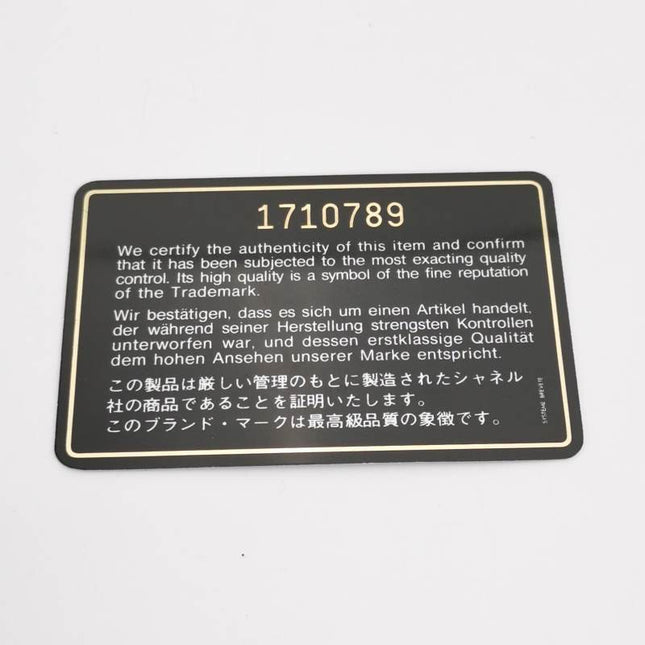 1710789
We certify the authenticity of this item and confirm
that it has been subjected to the most exacting quality
control. Its high quality is a symbol of the fine reputation
of the Trademark.
Wir bestätigen, dass es sich um einen Artikel handelt,
der während seiner Herstellung strengsten Kontrollen
unterworfen war, und dessen erstklassige Qualität
dem hohen Ansehen unserer Marke entspricht.
この製品は厳しい管理のもとに製造されたシャネル
社の商品であることを証明いたします。
このブランド・マークは最高級品質の象徴です。
SYSTEME BREVETE